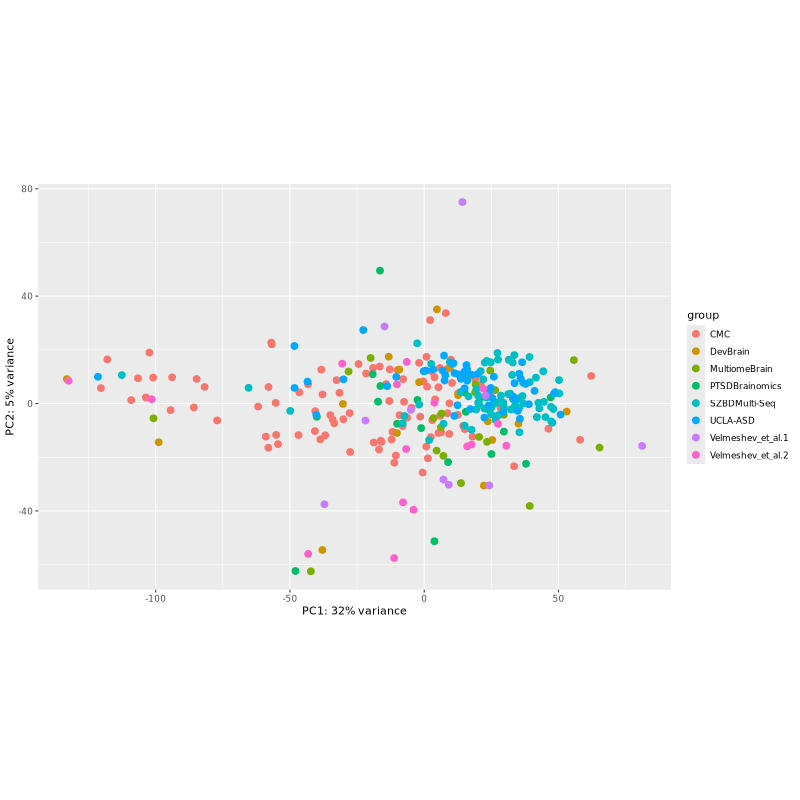 80
40
0
-40
-100
-50
0
50
PC1: 32% variance
PC2: 5% variance
group
CMC
DevBrain
MultiomeBrain
PTSDBrainomics
SZBDMulti-Seq
UCLA-ASD
Velmeshev_et_al.1
Velmeshev_et_al.2